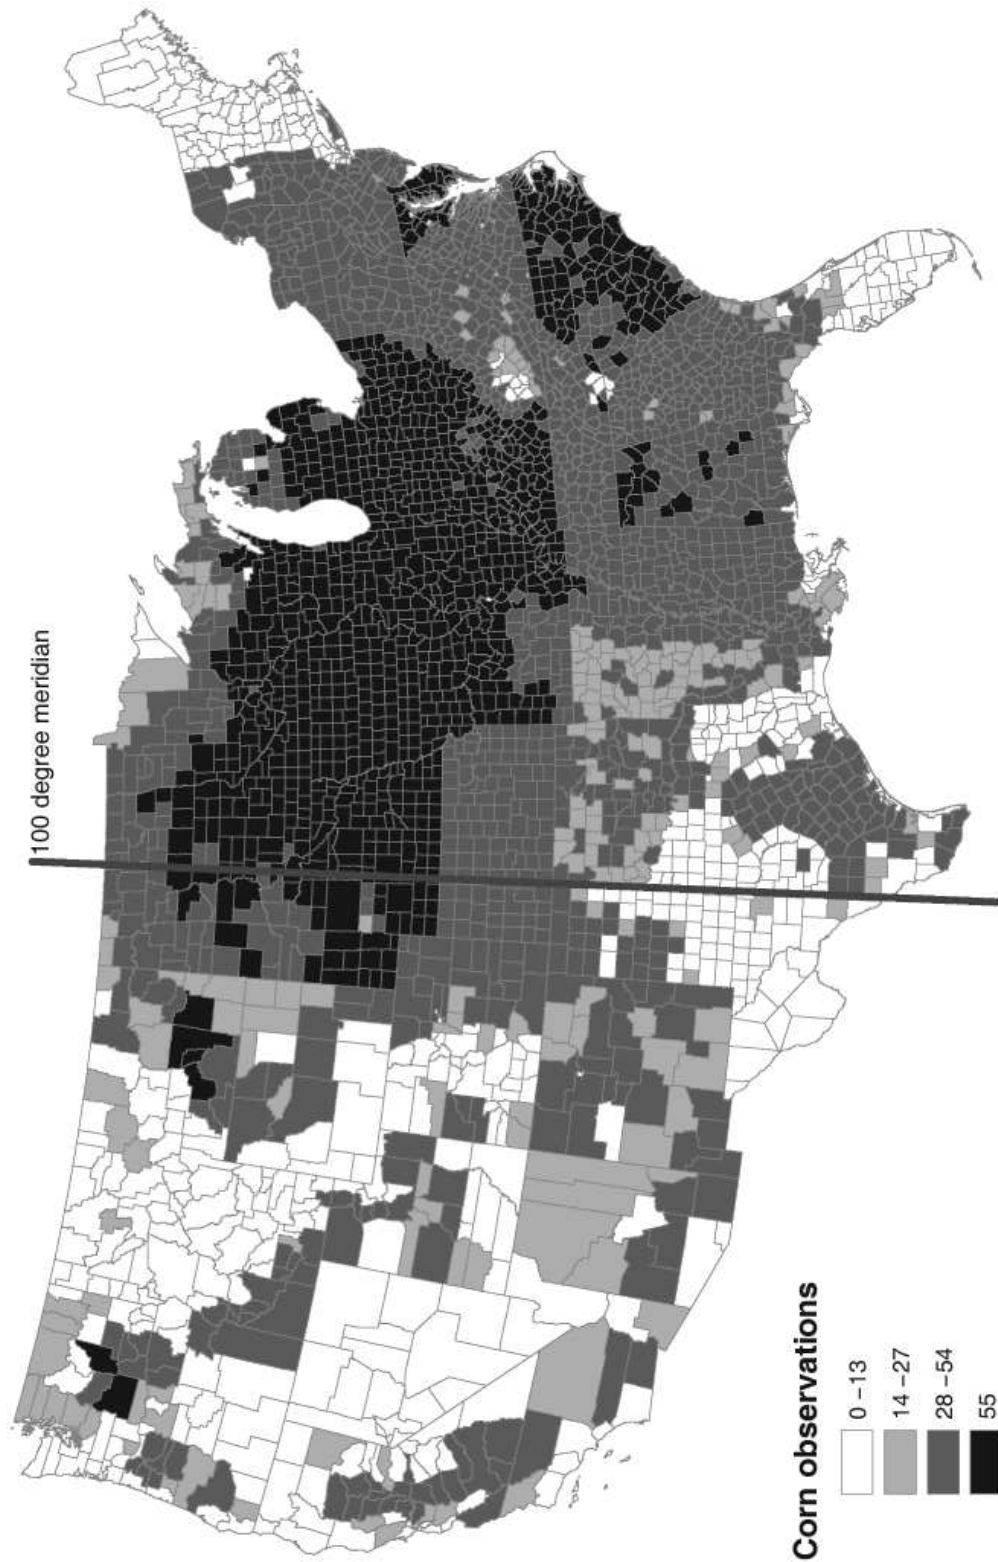 100 degree meridian
Corn observations
0 –13
14 –27
28 –54
55